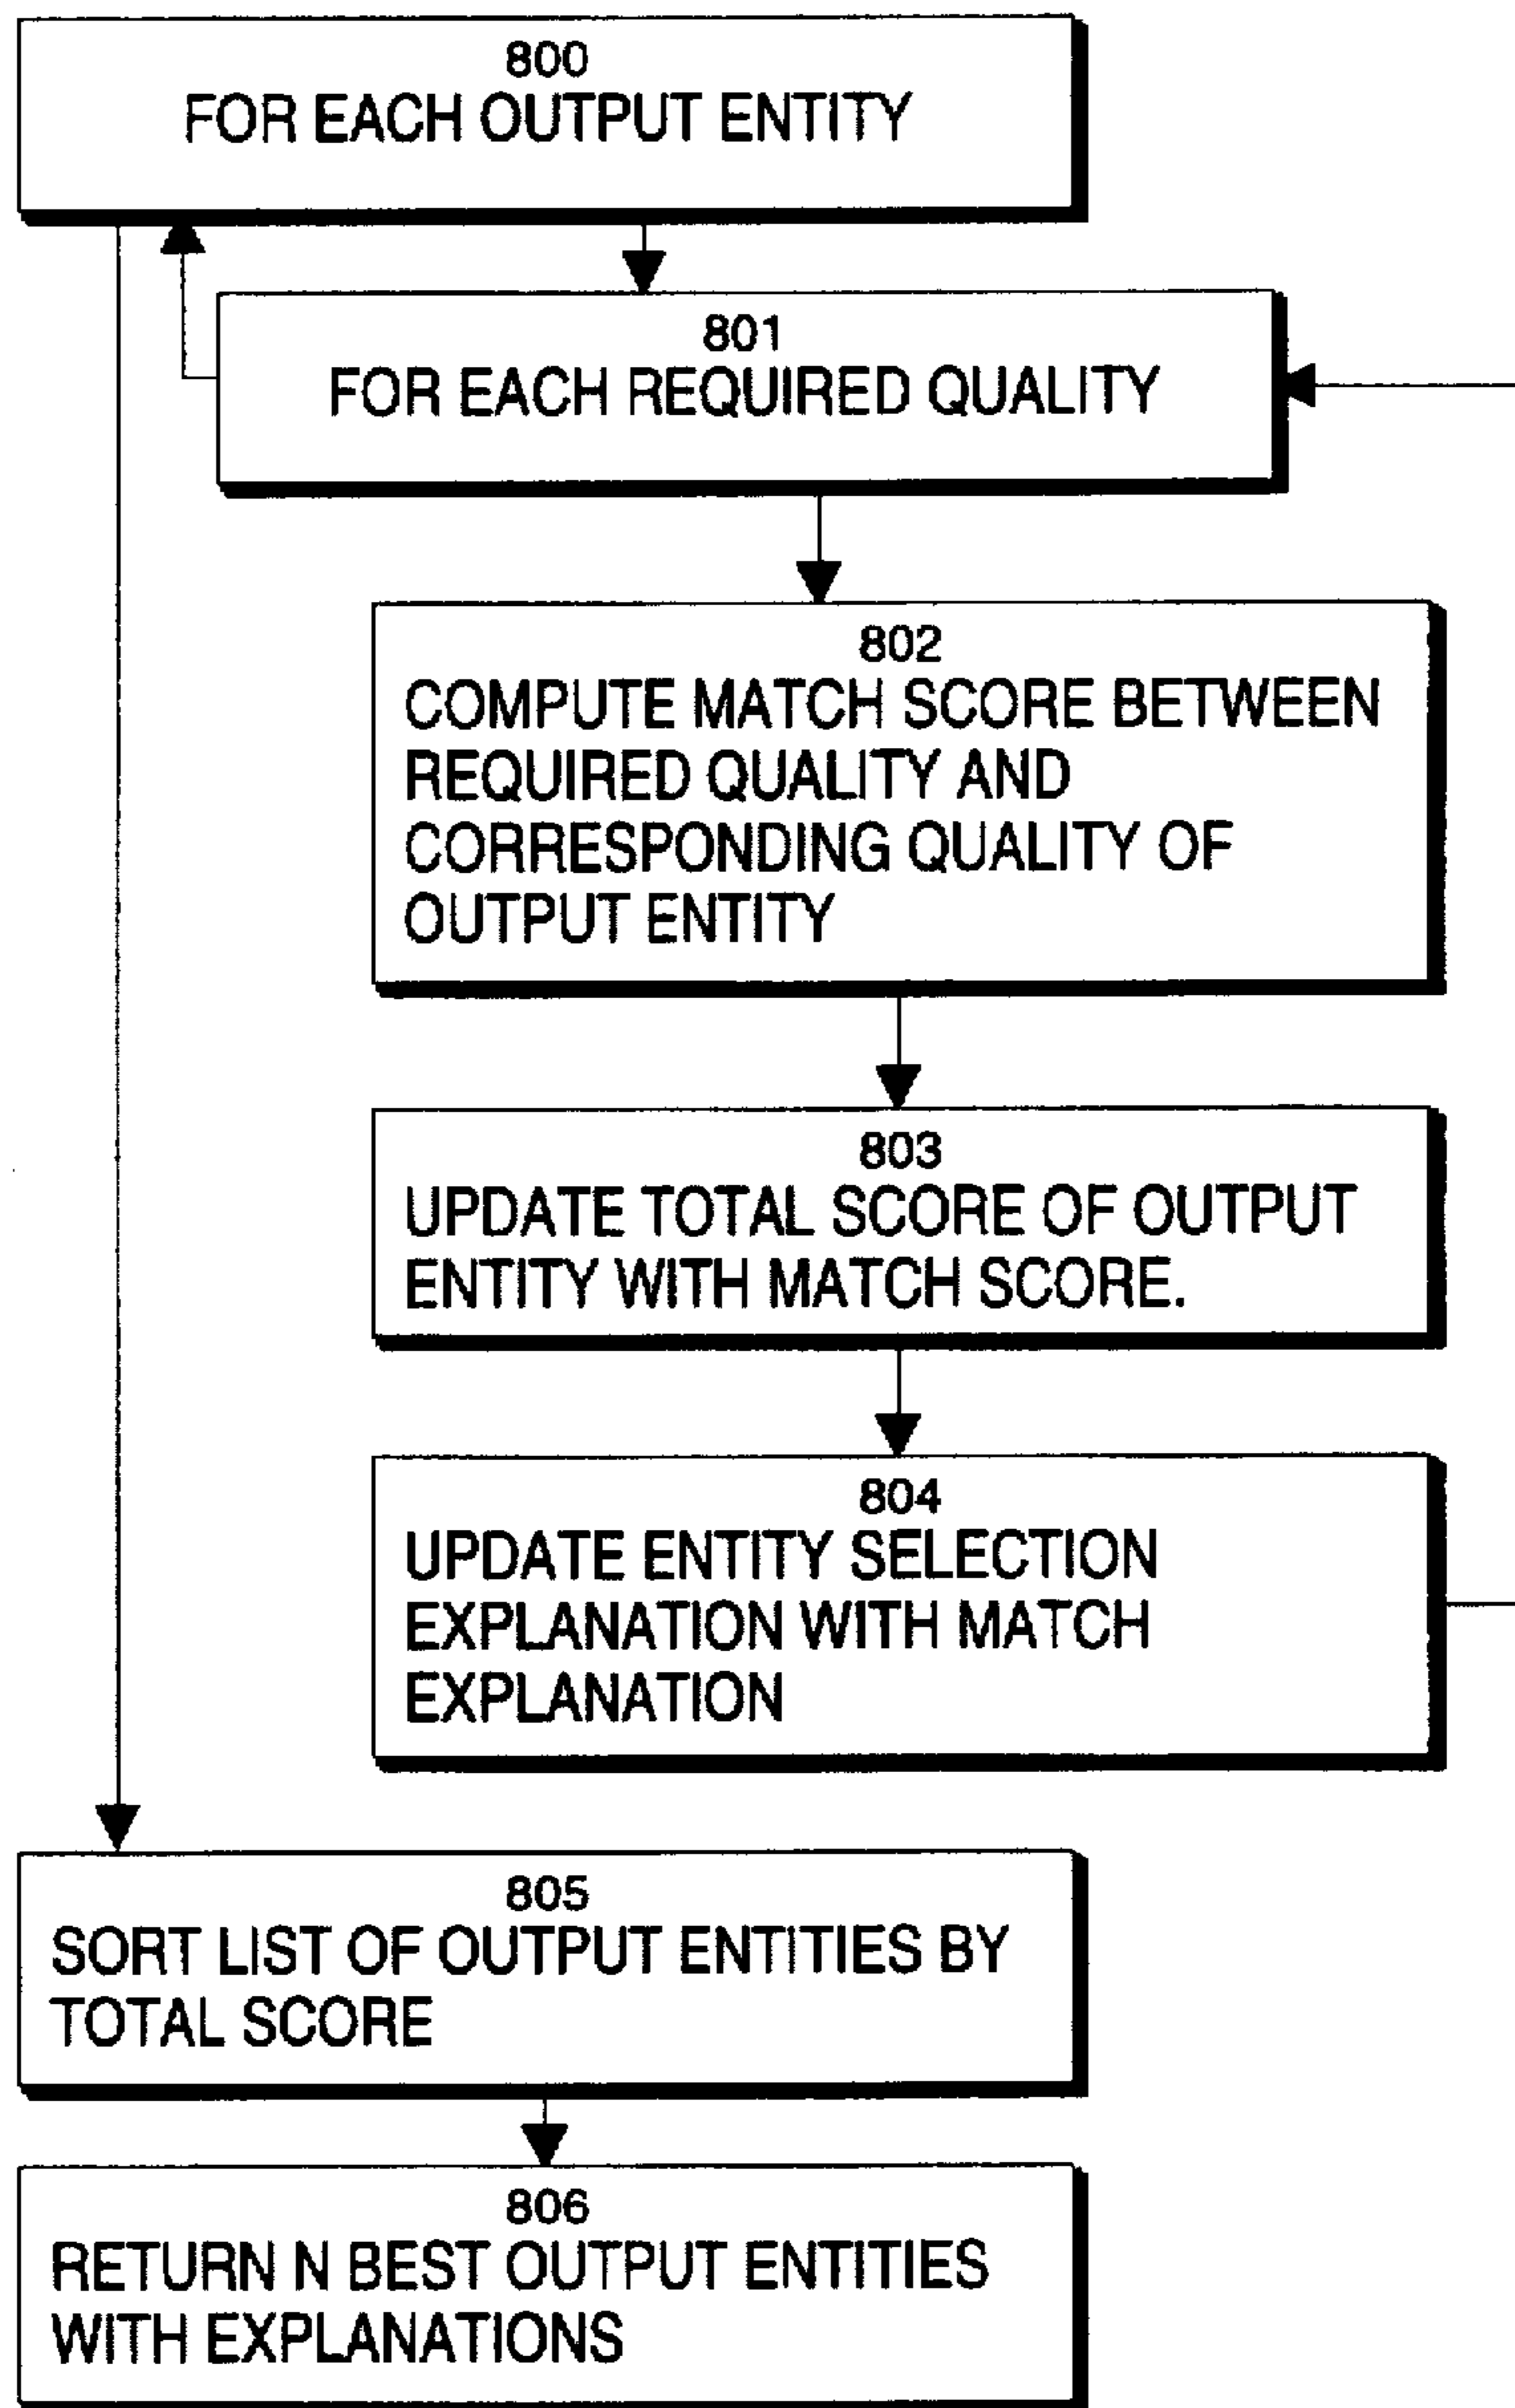 800
FOR EACH OUTPUT ENTITY
801
FOR EACH REQUIRED QUALITY
802
COMPUTE MATCH SCORE BETWEEN
REQUIRED QUALITY AND
CORRESPONDING QUALITY OF
OUTPUT ENTITY
803
UPDATE TOTAL SCORE OF OUTPUT
ENTITY WITH MATCH SCORE.
804
UPDATE ENTITY SELECTION
EXPLANATION WITH MATCH
EXPLANATION
805
SORT LIST OF OUTPUT ENTITIES BY
TOTAL SCORE
806
RETURN N BEST OUTPUT ENTITIES
WITH EXPLANATIONS